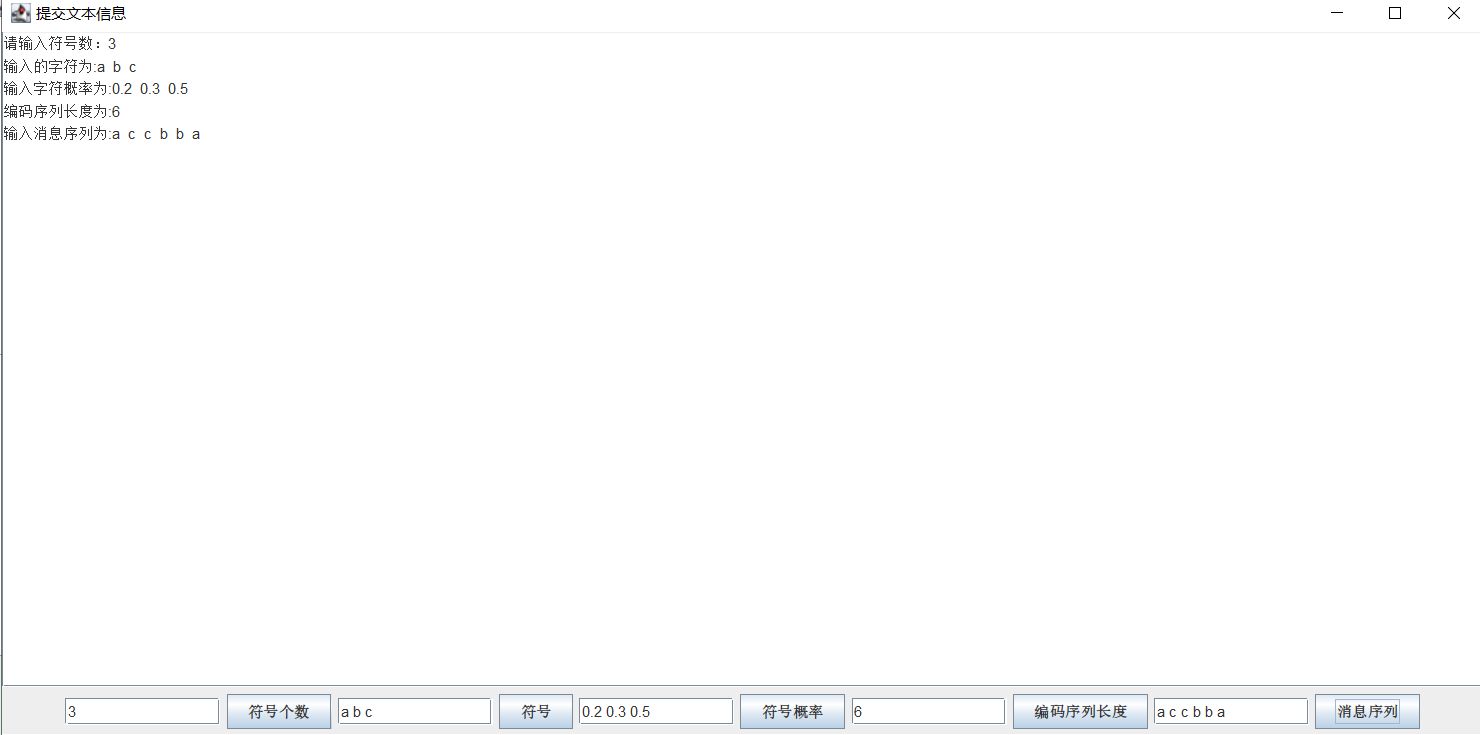 提交文本信息
请输入符号数：3
输入的字符为:a b c
输入字符概率为:0.2 0.3 0.5
编码序列长度为:6
输入消息序列为:a c c b b a
3 符号个数 a b c 符号 0.2 0.3 0.5 符号概率 6 编码序列长度 a c c b b a 消息序列